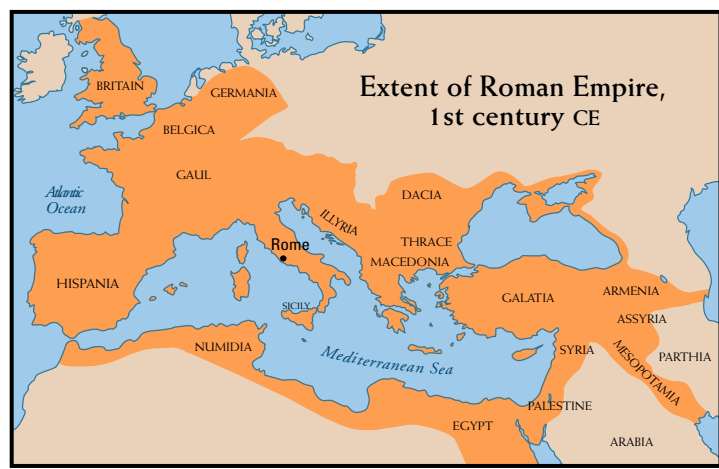 Extent of Roman Empire,
1st century CE
BRITAIN
GERMANIA
BELGICA
GAUL
Atlantic
Ocean
DACIA
ILLYRIA
Rome
THRACE
MACEDONIA
HISPANIA
SICILY
GALATIA
ARMENIA
ASSYRIA
NUMIDIA
Mediterranean Sea
SYRIA
MESOPOTAMIA
PARTHIA
PALESTINE
EGYPT
ARABIA